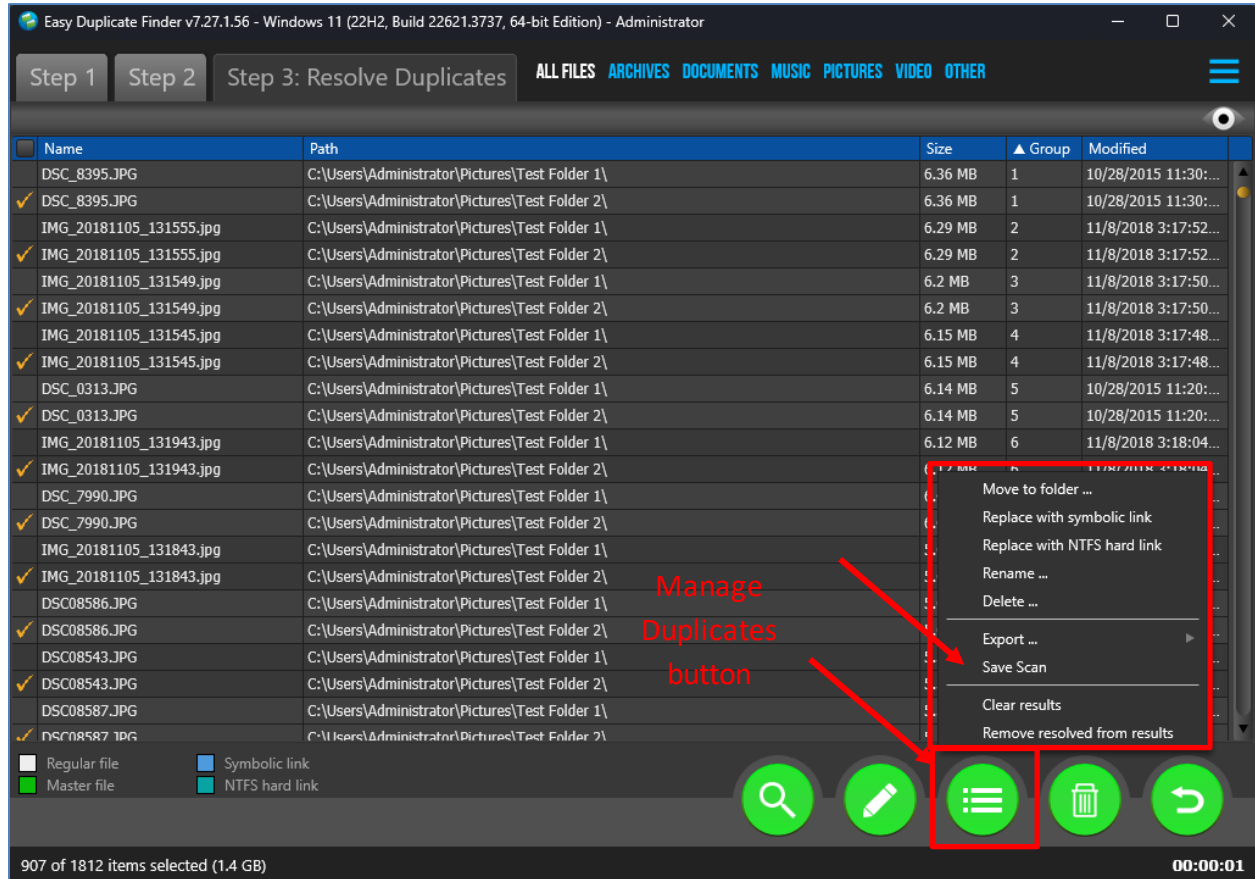 Easy Duplicate Finder v7.27.1.56 - Windows 11 (22H2, Build 22621.3737, 64-bit Edition) - Administrator
Step 1 Step 2 Step 3: Resolve Duplicates ALL FILES ARCHIVES DOCUMENTS MUSIC PICTURES VIDEO OTHER
Name Path Size ▲ Group Modified
DSC_8395.JPG C:\Users\Administrator\Pictures\Test Folder 1\ 6.36 MB 1 10/28/2015 11:30:...
DSC_8395.JPG C:\Users\Administrator\Pictures\Test Folder 2\ 6.36 MB 1 10/28/2015 11:30:...
IMG_20181105_131555.jpg C:\Users\Administrator\Pictures\Test Folder 1\ 6.29 MB 2 11/8/2018 3:17:52...
IMG_20181105_131555.jpg C:\Users\Administrator\Pictures\Test Folder 2\ 6.29 MB 2 11/8/2018 3:17:52...
IMG_20181105_131549.jpg C:\Users\Administrator\Pictures\Test Folder 1\ 6.2 MB 3 11/8/2018 3:17:50...
IMG_20181105_131549.jpg C:\Users\Administrator\Pictures\Test Folder 2\ 6.2 MB 3 11/8/2018 3:17:50...
IMG_20181105_131545.jpg C:\Users\Administrator\Pictures\Test Folder 1\ 6.15 MB 4 11/8/2018 3:17:48...
IMG_20181105_131545.jpg C:\Users\Administrator\Pictures\Test Folder 2\ 6.15 MB 4 11/8/2018 3:17:48...
DSC_0313.JPG C:\Users\Administrator\Pictures\Test Folder 1\ 6.14 MB 5 10/28/2015 11:20:...
DSC_0313.JPG C:\Users\Administrator\Pictures\Test Folder 2\ 6.14 MB 5 10/28/2015 11:20:...
IMG_20181105_131943.jpg C:\Users\Administrator\Pictures\Test Folder 1\ 6.12 MB 6 11/8/2018 3:18:04...
IMG_20181105_131943.jpg C:\Users\Administrator\Pictures\Test Folder 2\ 6.12 MB 6 11/8/2018 3:18:04...
DSC_7990.JPG C:\Users\Administrator\Pictures\Test Folder 1\
DSC_7990.JPG C:\Users\Administrator\Pictures\Test Folder 2\
IMG_20181105_131843.jpg C:\Users\Administrator\Pictures\Test Folder 1\
IMG_20181105_131843.jpg C:\Users\Administrator\Pictures\Test Folder 2\
DSC08586.JPG C:\Users\Administrator\Pictures\Test Folder 1\
DSC08586.JPG C:\Users\Administrator\Pictures\Test Folder 2\
DSC08543.JPG C:\Users\Administrator\Pictures\Test Folder 1\
DSC08543.JPG C:\Users\Administrator\Pictures\Test Folder 2\
DSC08587.JPG C:\Users\Administrator\Pictures\Test Folder 1\
DSC08587.JPG C:\Users\Administrator\Pictures\Test Folder 2\
Move to folder ...
Replace with symbolic link
Replace with NTFS hard link
Rename ...
Delete ...
Export ...
Save Scan
Clear results
Remove resolved from results
Manage
Duplicates
button
Regular file Symbolic link
Master file NTFS hard link
907 of 1812 items selected (1.4 GB) 00:00:01